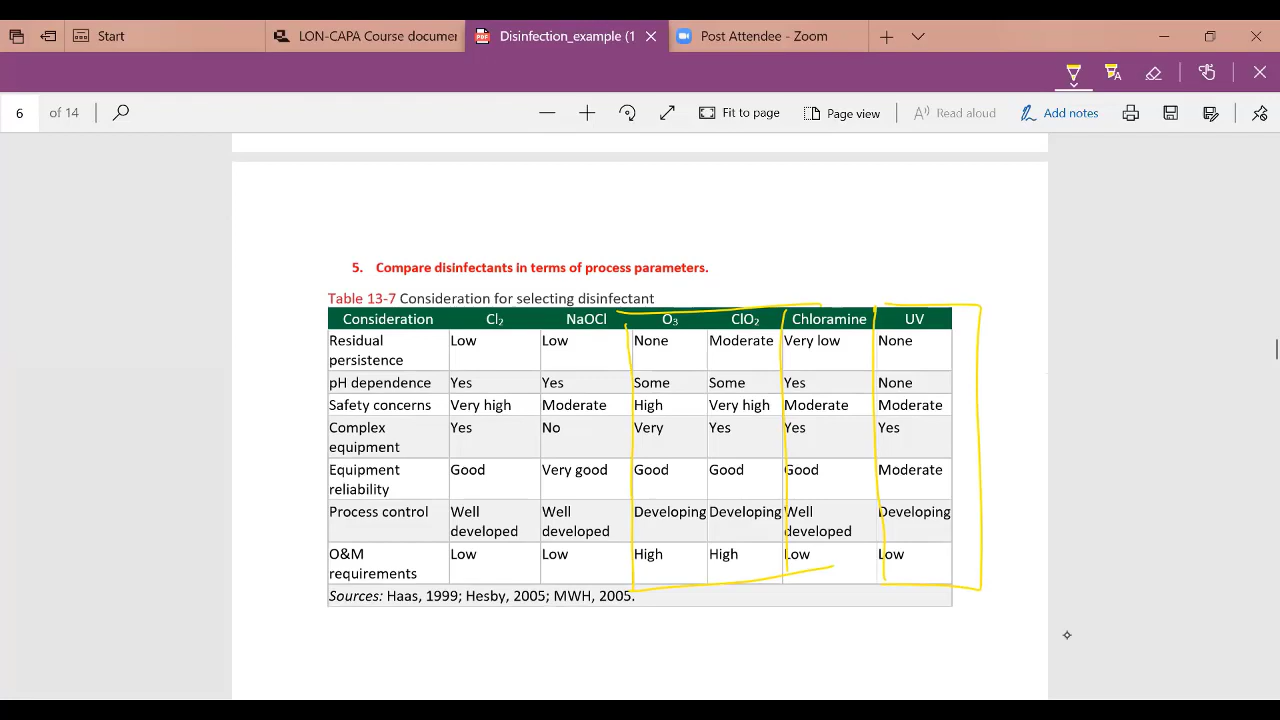 Start
LON-CAPA Course documen
Disinfection_example (1
Post Attendee - Zoom
6 of 14
Fit to page
Page view
Read aloud
Add notes
5. Compare disinfectants in terms of process parameters.
Table 13-7 Consideration for selecting disinfectant
Consideration Cl₂ NaOCl O₃ ClO₂ Chloramine UV
Residual persistence Low Low None Moderate Very low None
pH dependence Yes Yes Some Some Yes None
Safety concerns Very high Moderate High Very high Moderate Moderate
Complex equipment Yes No Very Yes Yes Yes
Equipment reliability Good Very good Good Good Good Moderate
Process control Well developed Well developed Developing Developing Well developed Developing
O&M requirements Low Low High High Low Low
Sources: Haas, 1999; Hesby, 2005; MWH, 2005.